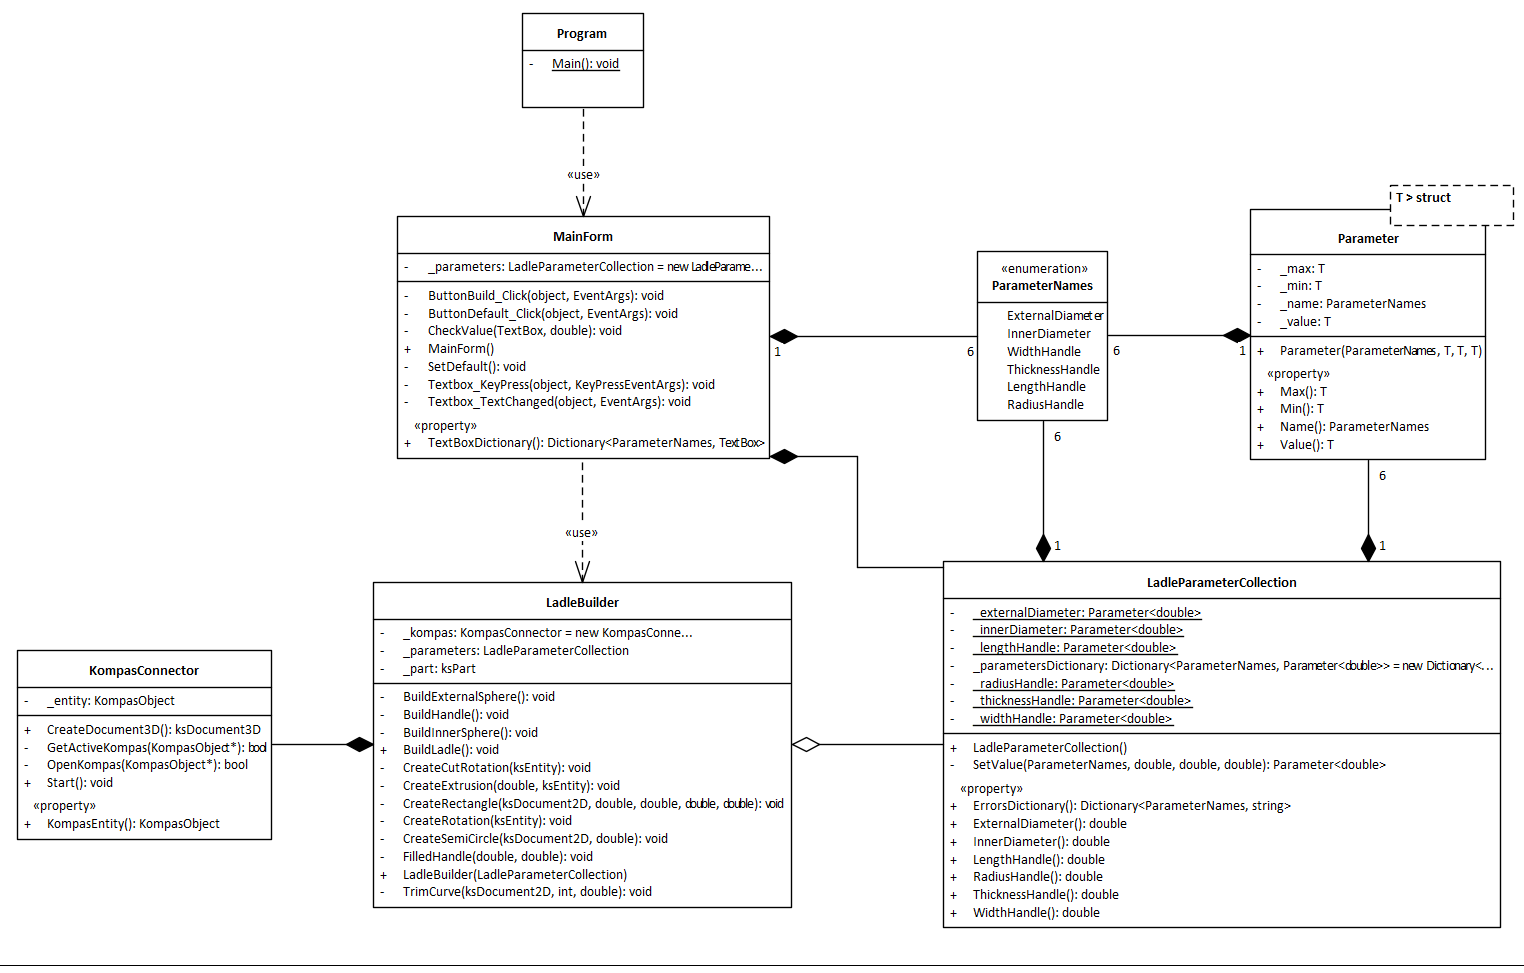 Program
- Main(): void
«use»
MainForm
- _parameters: LadleParameterCollection = new LadleParame...
- ButtonBuild_Click(object, EventArgs): void
- ButtonDefault_Click(object, EventArgs): void
- CheckValue(TextBox, double): void
+ MainForm()
- SetDefault(): void
- Textbox_KeyPress(object, KeyPressEventArgs): void
- Textbox_TextChanged(object, EventArgs): void
«property»
+ TextBoxDictionary(): Dictionary<ParameterNames, TextBox>
1
6
«enumeration»
ParameterNames
ExternalDiameter
InnerDiameter
WidthHandle
ThicknessHandle
LengthHandle
RadiusHandle
6
1
T > struct
Parameter
- _max: T
- _min: T
- _name: ParameterNames
- _value: T
+ Parameter(ParameterNames, T, T, T)
«property»
+ Max(): T
+ Min(): T
+ Name(): ParameterNames
+ Value(): T
6
1
6
1
«use»
KompasConnector
- _entity: KompasObject
+ CreateDocument3D(): ksDocument3D
- GetActiveKompas(KompasObject*): bool
- OpenKompas(KompasObject*): bool
+ Start(): void
«property»
+ KompasEntity(): KompasObject
LadleBuilder
- _kompas: KompasConnector = new KompasConne...
- _parameters: LadleParameterCollection
- _part: ksPart
- BuildExternalSphere(): void
- BuildHandle(): void
- BuildInnerSphere(): void
+ BuildLadle(): void
- CreateCutRotation(ksEntity): void
- CreateExtrusion(double, ksEntity): void
- CreateRectangle(ksDocument2D, double, double, double, double): void
- CreateRotation(ksEntity): void
- CreateSemiCircle(ksDocument2D, double): void
- FilledHandle(double, double): void
+ LadleBuilder(LadleParameterCollection)
- TrimCurve(ksDocument2D, int, double): void
LadleParameterCollection
- _externalDiameter: Parameter<double>
- _innerDiameter: Parameter<double>
- _lengthHandle: Parameter<double>
- _parametersDictionary: Dictionary<ParameterNames, Parameter<double>> = new Dictionary<...
- _radiusHandle: Parameter<double>
- _thicknessHandle: Parameter<double>
- _widthHandle: Parameter<double>
+ LadleParameterCollection()
- SetValue(ParameterNames, double, double, double): Parameter<double>
«property»
+ ErrorsDictionary(): Dictionary<ParameterNames, string>
+ ExternalDiameter(): double
+ InnerDiameter(): double
+ LengthHandle(): double
+ RadiusHandle(): double
+ ThicknessHandle(): double
+ WidthHandle(): double